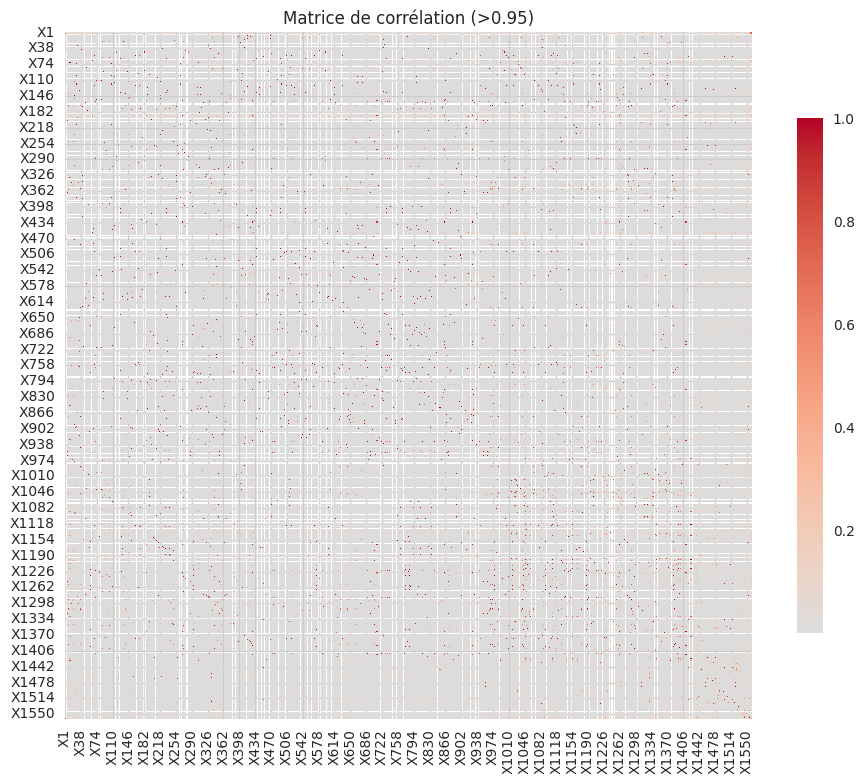 Matrice de corrélation (>0.95)
X1
X38
X74
X110
X146
X182
X218
X254
X290
X326
X362
X398
X434
X470
X506
X542
X578
X614
X650
X686
X722
X758
X794
X830
X866
X902
X938
X974
X1010
X1046
X1082
X1118
X1154
X1190
X1226
X1262
X1298
X1334
X1370
X1406
X1442
X1478
X1514
X1550
1.0
0.8
0.6
0.4
0.2
X1
X38
X74
X110
X146
X182
X218
X254
X290
X326
X362
X398
X434
X470
X506
X542
X578
X614
X650
X686
X722
X758
X794
X830
X866
X902
X938
X974
X1010
X1046
X1082
X1118
X1154
X1190
X1226
X1262
X1298
X1334
X1370
X1406
X1442
X1478
X1514
X1550